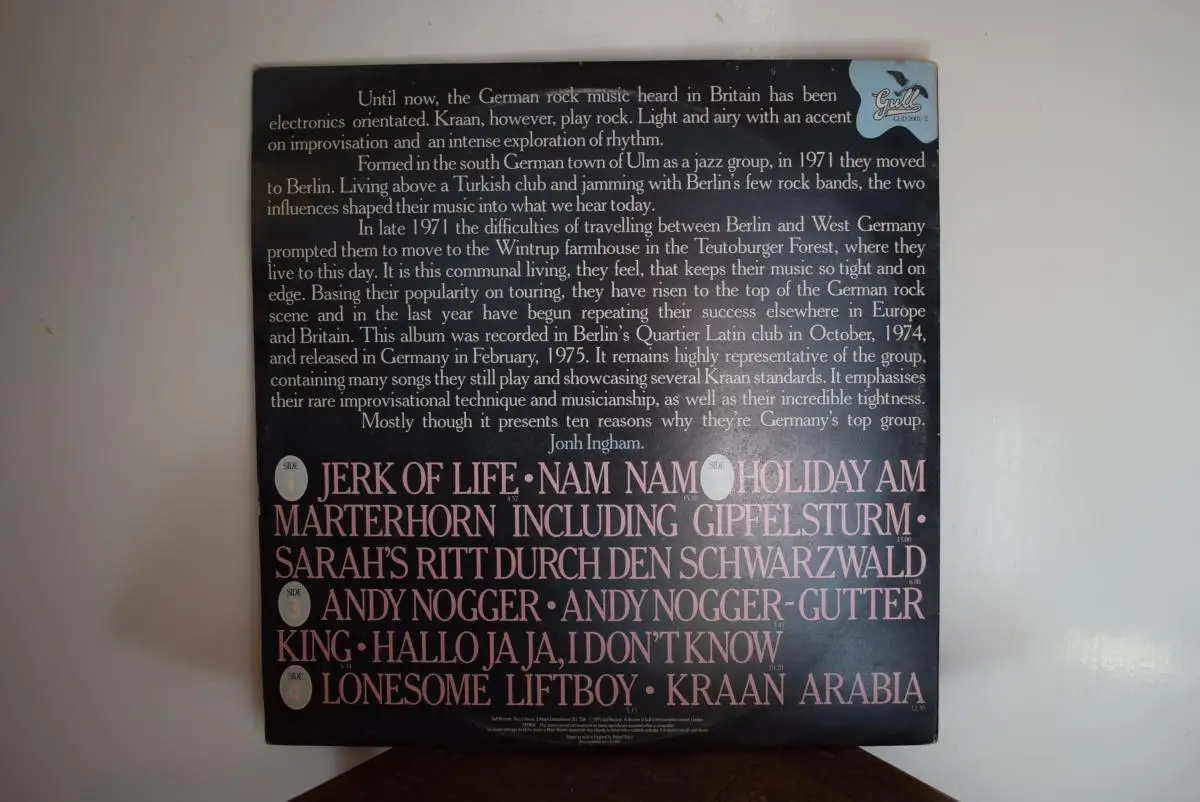 Until now, the German rock music heard in Britain has been
electronics orientated. Kraan, however, play rock. Light and airy with an accent
on improvisation and an intense exploration of rhythm.
Formed in the south German town of Ulm as a jazz group, in 1971 they moved
to Berlin. Living above a Turkish club and jamming with Berlin's few rock bands, the two
influences shaped their music into what we hear today.
In late 1971 the difficulties of travelling between Berlin and West Germany
prompted them to move to the Wintrup farmhouse in the Teutoburger Forest, where they
live to this day. It is this communal living, they feel, that keeps their music so tight and on
edge. Basing their popularity on touring, they have risen to the top of the German rock
scene and in the last year have begun repeating their success elsewhere in Europe
and Britain. This album was recorded in Berlin's Quartier Latin club in October, 1974,
and released in Germany in February, 1975. It remains highly representative of the group,
containing many songs they still play and showcasing several Kraan standards. It emphasises
their rare improvisational technique and musicianship, as well as their incredible tightness.
Mostly though it presents ten reasons why they're Germany's top group.
Jonh Ingham.
Gull
SIDE 1 JERK OF LIFE • NAM NAM SIDE HOLIDAY AM
4.57
MARTERHORN INCLUDING GIPFELSTURM •
13.00
SARAH'S RITT DURCH DEN SCHWARZWALD
SIDE 3 ANDY NOGGER • ANDY NOGGER-GUTTER
KING • HALLO JA JA, I DON'T KNOW
10.20
SIDE 4 LONESOME LIFTBOY • KRAAN ARABIA